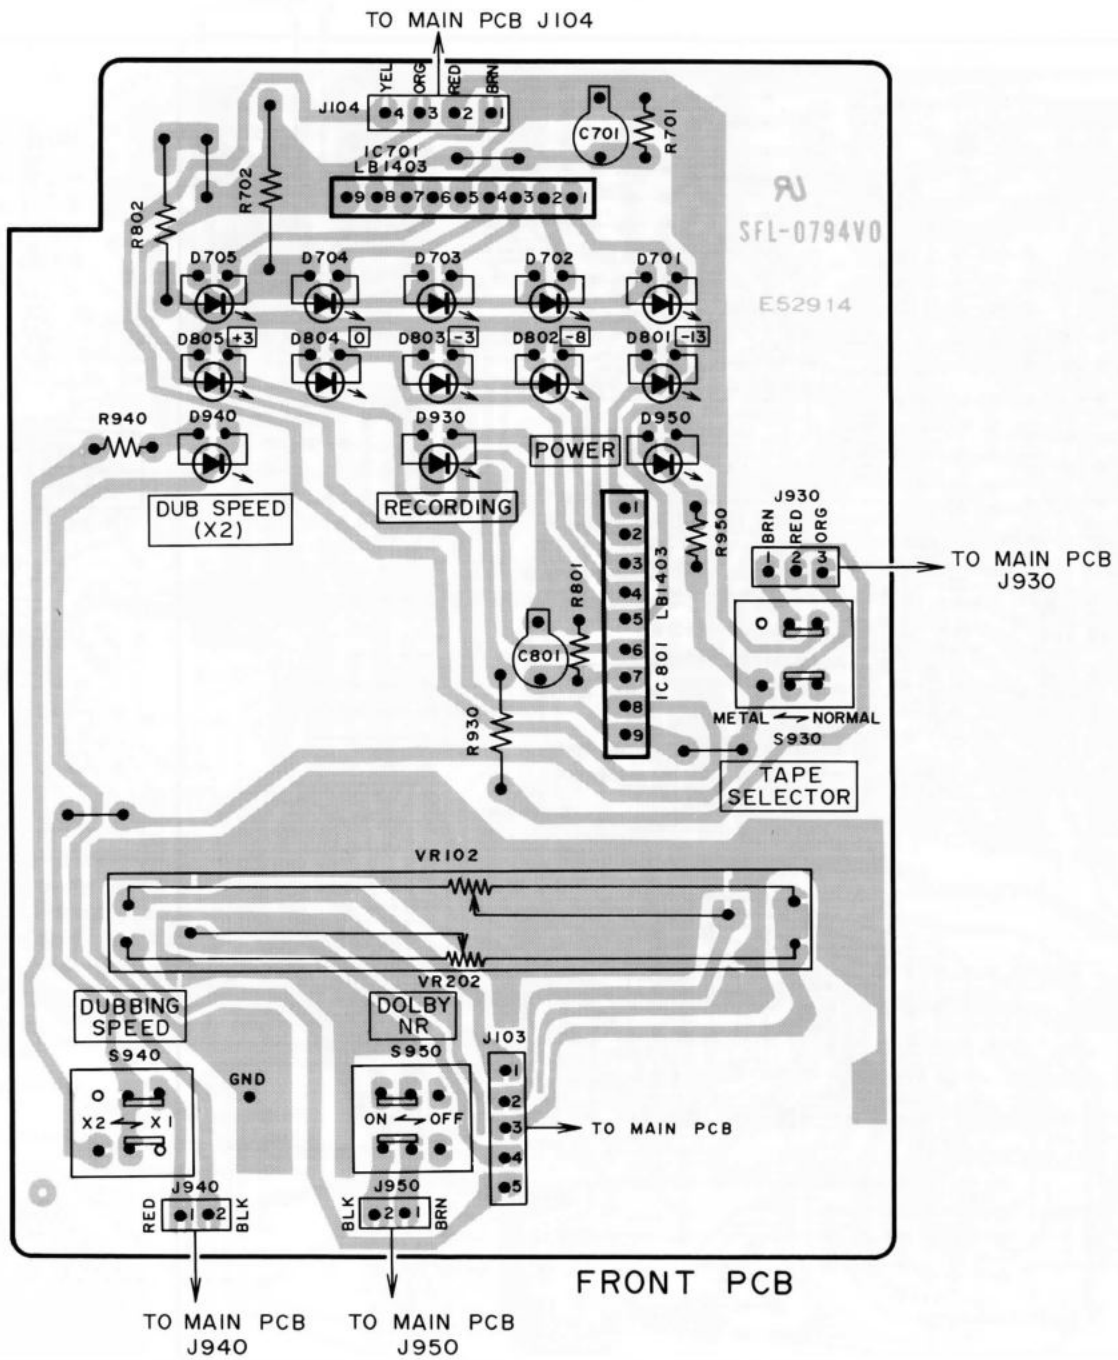 TO MAIN PCB J104
YEL ORG RED BRN
J104 4 3 2 1
C701
R701
IC701
LB1403
9 8 7 6 5 4 3 2 1
R802
R702
SFL-0794V0
D705 D704 D703 D702 D701
E52914
D805 +3 D804 0 D803 -3 D802 -8 D801 -13
R940
D940 D930 D950
POWER
DUB SPEED
(X2)
RECORDING
1
2
3
4
5
6
7
8
9
IC801 LB1403
R950
J930
BRN RED ORG
1 2 3
TO MAIN PCB
J930
R801
C801
R930
METAL NORMAL
S930
TAPE
SELECTOR
VR102
VR202
DUBBING
SPEED
S940
X2 X1
GND
DOLBY
NR
S950
ON OFF
J103
1
2
3
4
5
TO MAIN PCB
J940
RED 1 2 BLK
J950
BLK 2 1 BRN
FRONT PCB
TO MAIN PCB
J940
TO MAIN PCB
J950